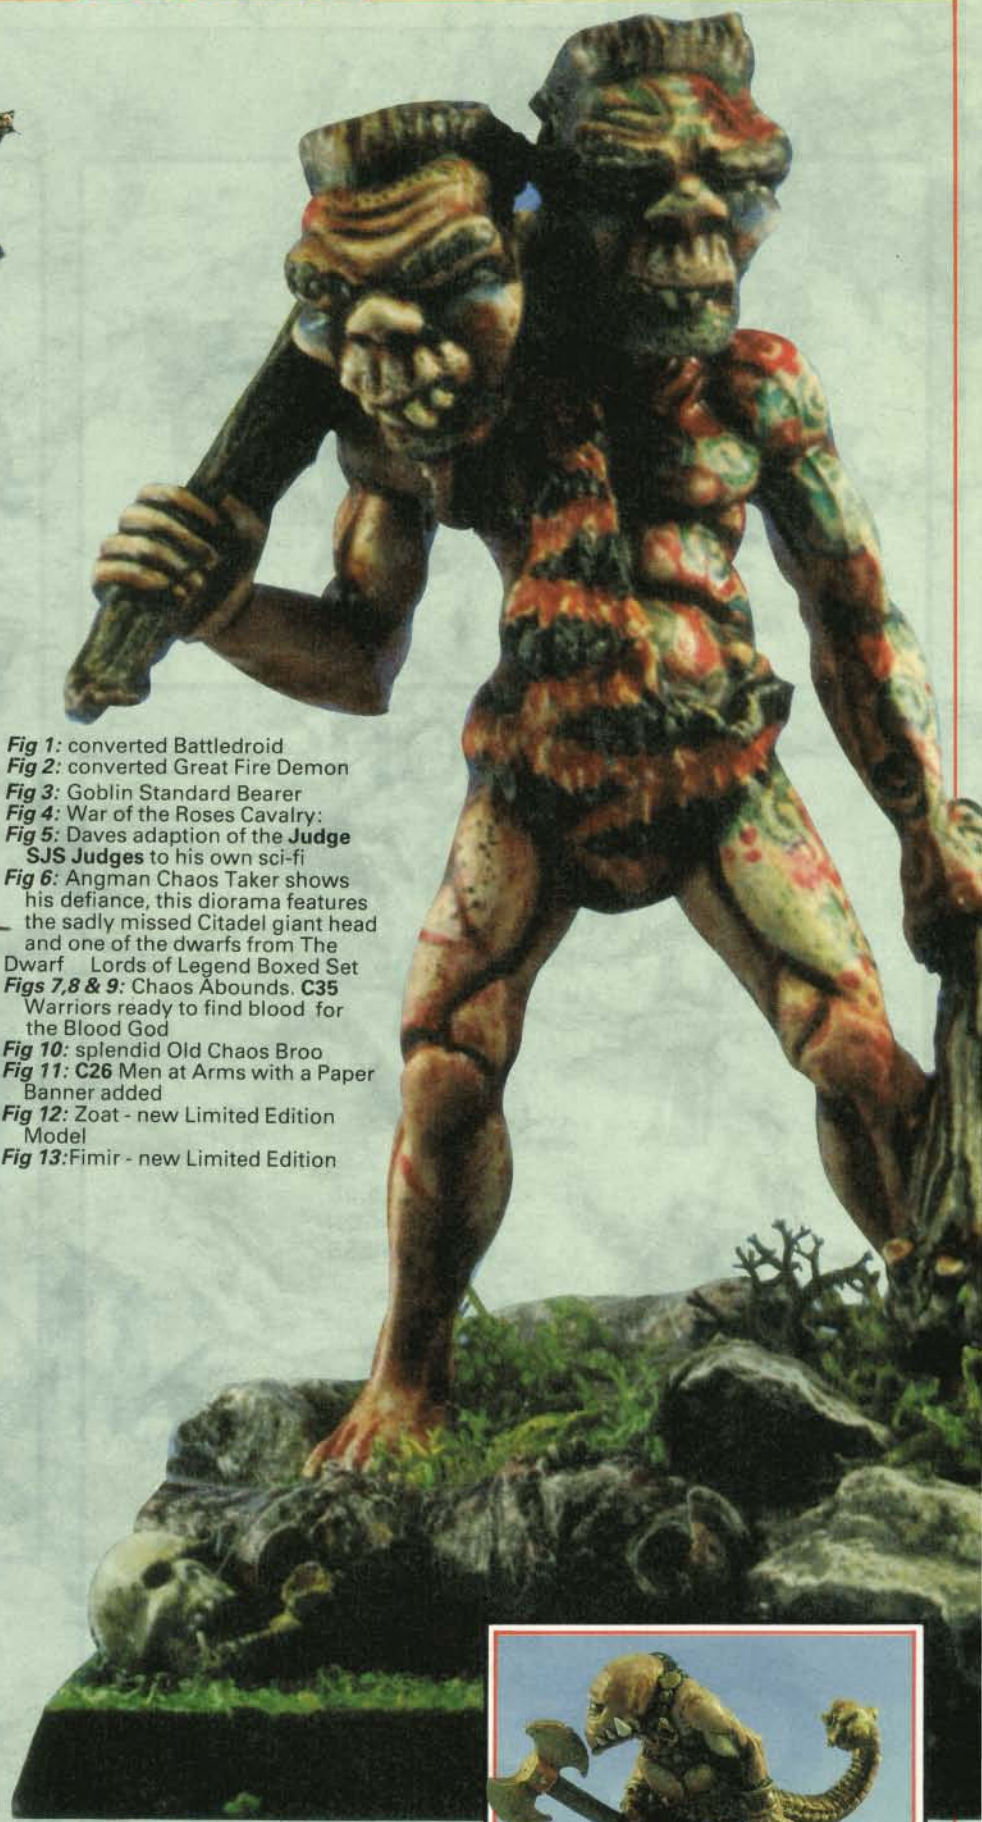 Fig 1: converted Battledroid
Fig 2: converted Great Fire Demon
Fig 3: Goblin Standard Bearer
Fig 4: War of the Roses Cavalry:
Fig 5: Daves adaption of the Judge
SJS Judges to his own sci-fi
Fig 6: Angman Chaos Taker shows
his defiance, this diorama features
the sadly missed Citadel giant head
and one of the dwarfs from The
Dwarf Lords of Legend Boxed Set
Figs 7,8 & 9: Chaos Abounds. C35
Warriors ready to find blood for
the Blood God
Fig 10: splendid Old Chaos Broo
Fig 11: C26 Men at Arms with a Paper
Banner added
Fig 12: Zoat - new Limited Edition
Model
Fig 13:Fimir - new Limited Edition